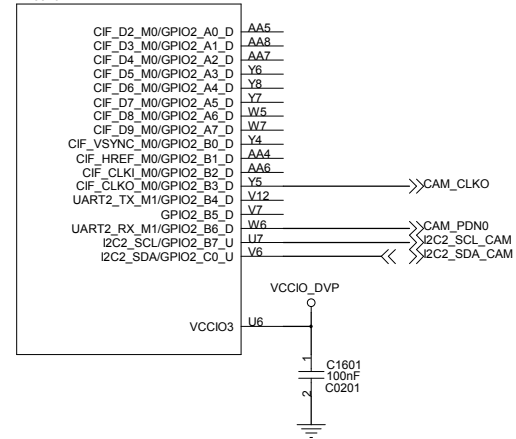 CIF_D2_M0/GPIO2_A0_D AA5
CIF_D3_M0/GPIO2_A1_D AA8
CIF_D4_M0/GPIO2_A2_D AA7
CIF_D5_M0/GPIO2_A3_D Y6
CIF_D6_M0/GPIO2_A4_D Y8
CIF_D7_M0/GPIO2_A5_D Y7
CIF_D8_M0/GPIO2_A6_D W5
CIF_D9_M0/GPIO2_A7_D W7
CIF_VSYNC_M0/GPIO2_B0_D Y4
CIF_HREF_M0/GPIO2_B1_D AA4
CIF_CLKI_M0/GPIO2_B2_D AA6
CIF_CLKO_M0/GPIO2_B3_D Y5 CAM_CLKO
UART2_TX_M1/GPIO2_B4_D V12
GPIO2_B5_D V7
UART2_RX_M1/GPIO2_B6_D W6 CAM_PDN0
I2C2_SCL/GPIO2_B7_U U7 I2C2_SCL_CAM
I2C2_SDA/GPIO2_C0_U V6 I2C2_SDA_CAM
VCCIO_DVP
VCCIO3 U6
1
C1601
100nF
C0201
2